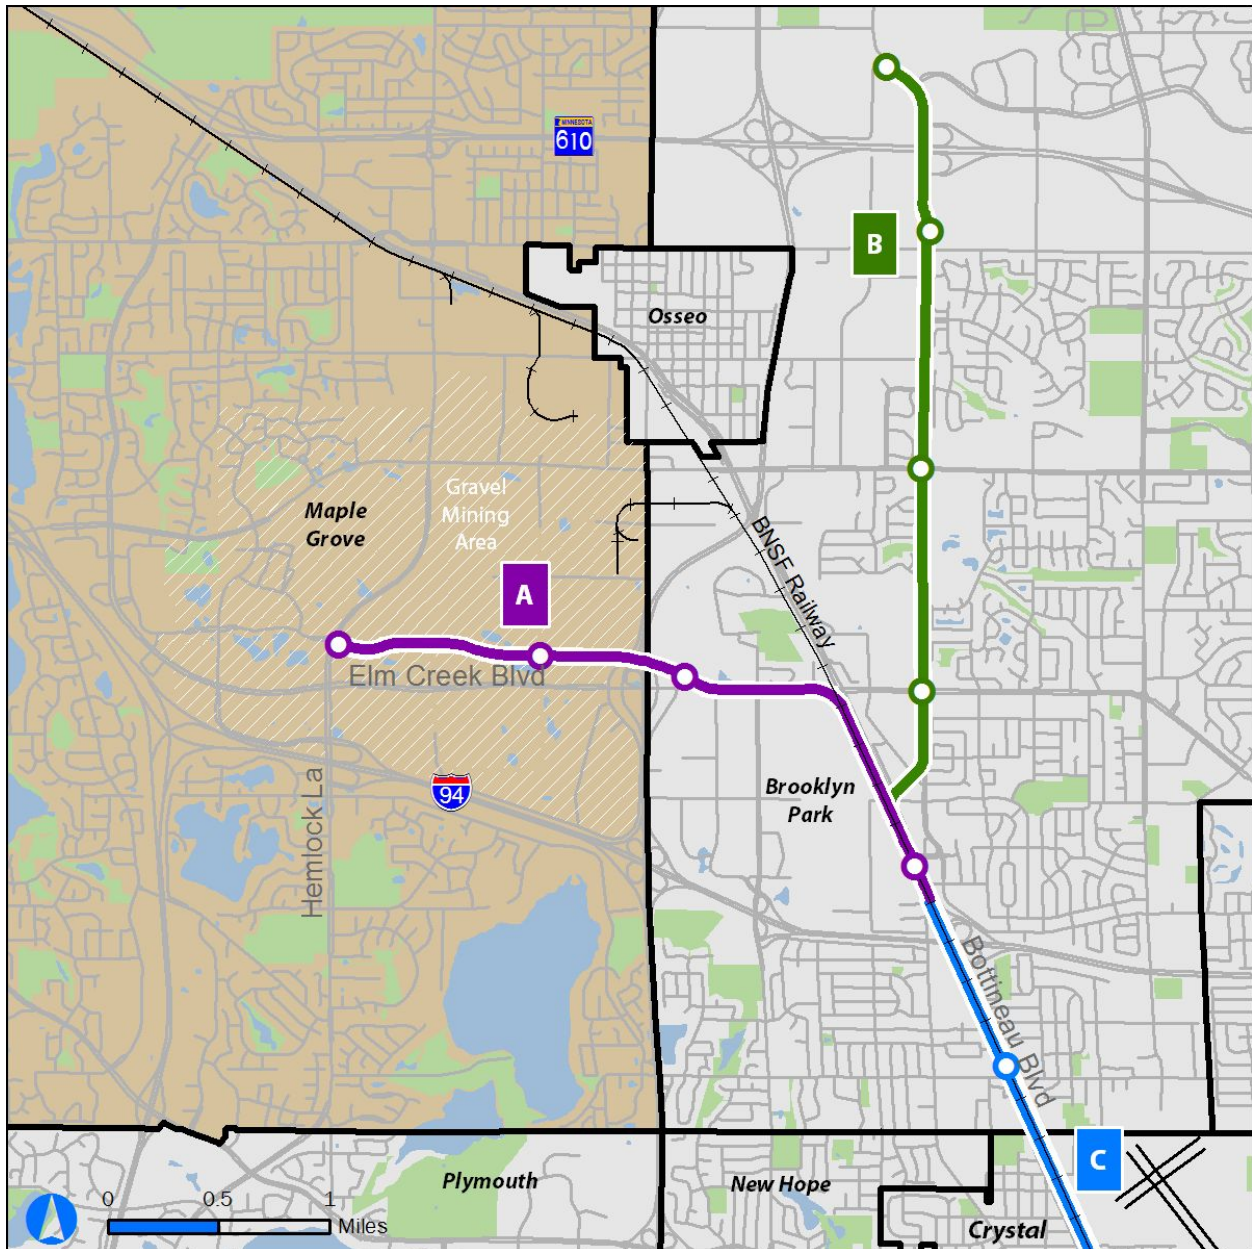 MINNESOTA
610
B
Osseo
Maple
Grove
Gravel
Mining
Area
BNSF Railway
A
Elm Creek Blvd
Hemlock La
94
Brooklyn
Park
Bottineau Blvd
C
Plymouth
New Hope
Crystal
0 0.5 1
Miles